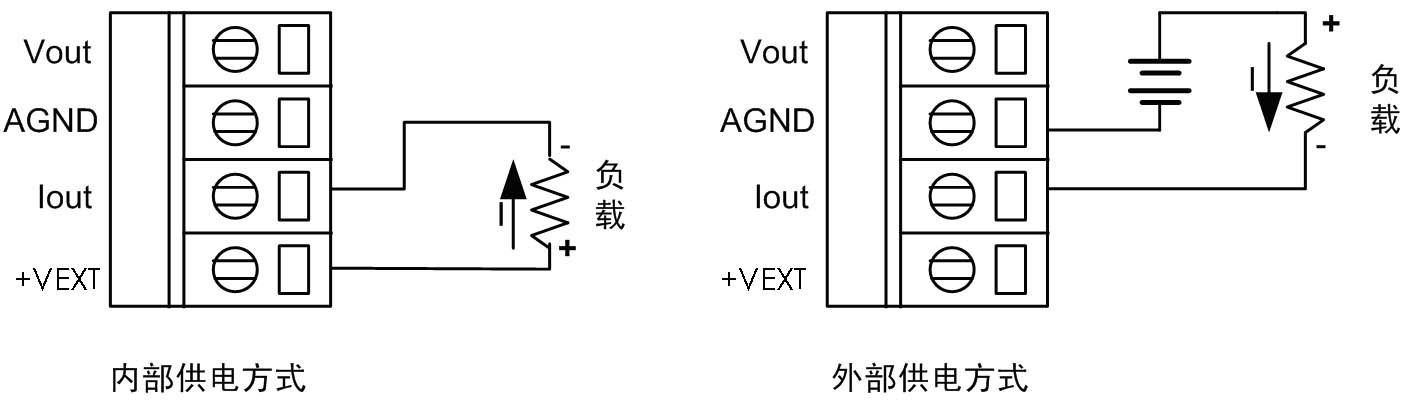 Vout
AGND
Iout
+VEXT
I
-
+
负载
内部供电方式
Vout
AGND
Iout
+VEXT
I
+
-
负载
外部供电方式